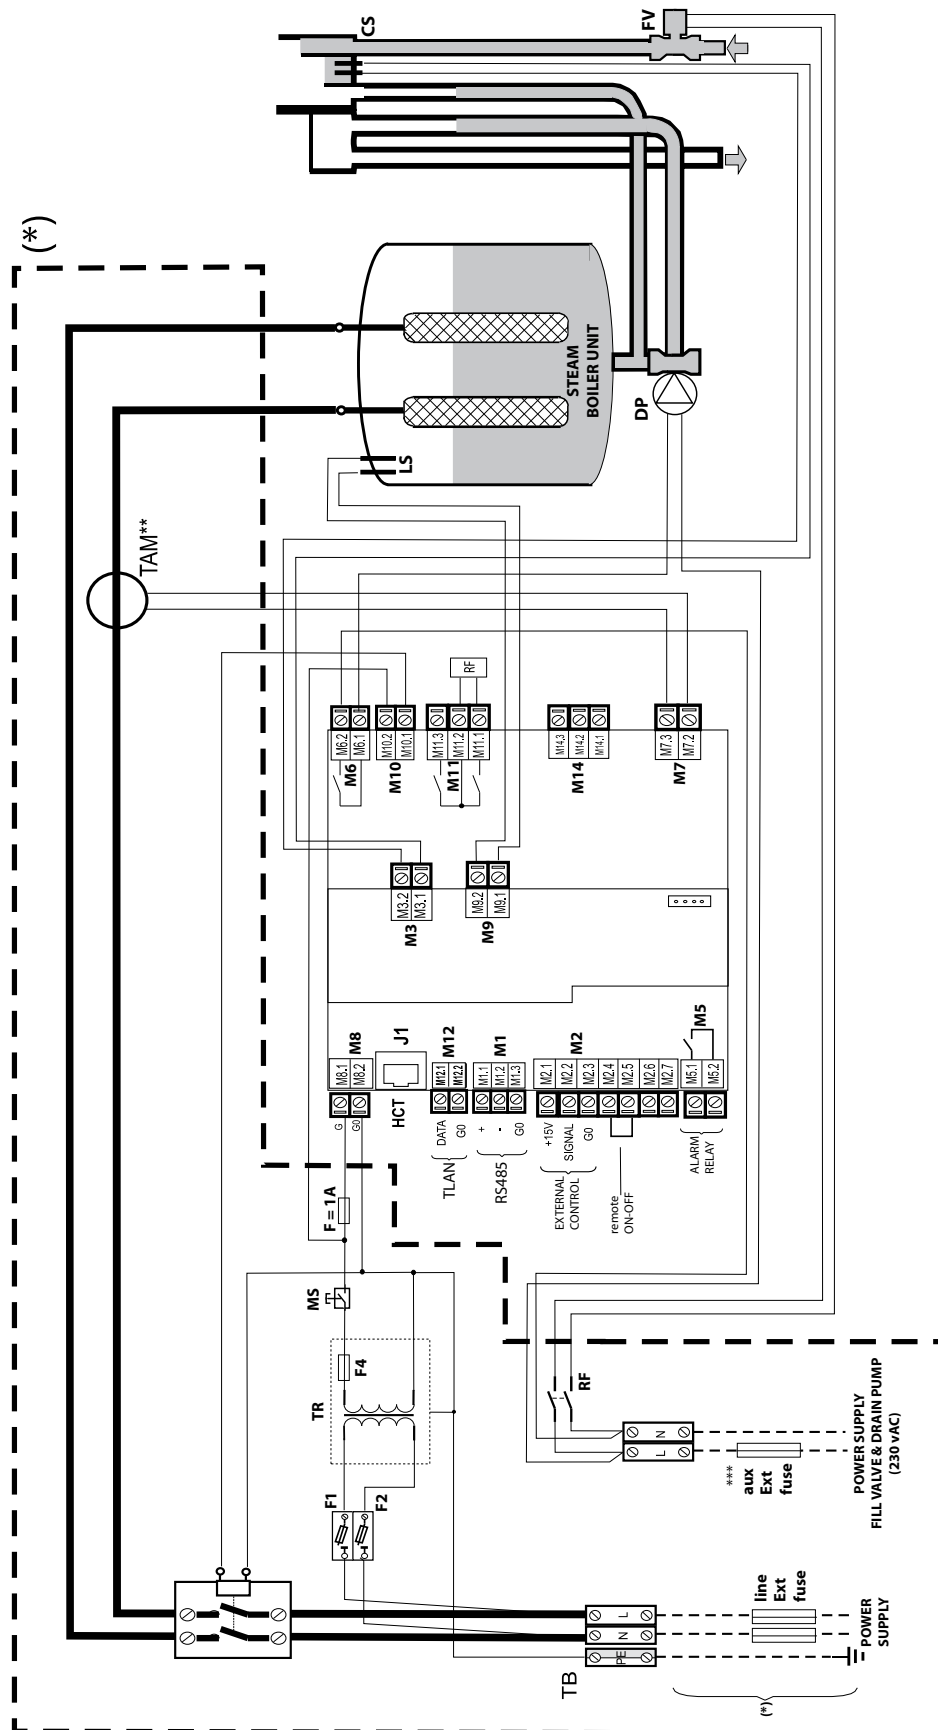 CS
FV
(*)
STEAM
BOILER UNIT
DP
LS
TAM**
RF
M6.2
M6.1
M6
M10.2
M10.1
M10
M11.3
M11.2
M11.1
M11
M14.3
M14.2
M14.1
M14
M7.3
M7.2
M7
M3.2
M3.1
M3
M9.2
M9.1
M9
M8.1
M8.2
M8
J1
HCT
M12.1
M12.2
M12
M1.1
M1.2
M1.3
M1
M2.1
M2.2
M2.3
M2.4
M2.5
M2.6
M2.7
M2
M5.1
M5.2
M5
G
G0
DATA
G0
TLAN
+
-
G0
RS485
+15V
SIGNAL
G0
EXTERNAL
CONTROL
remote
ON-OFF
ALARM
RELAY
F = 1A
MS
F4
TR
F1
F2
RF
L
N
***
aux
Ext
fuse
POWER SUPPLY
FILL VALVE & DRAIN PUMP
(230 vAC)
L
N
PE
TB
line
Ext
fuse
POWER
SUPPLY
(*)